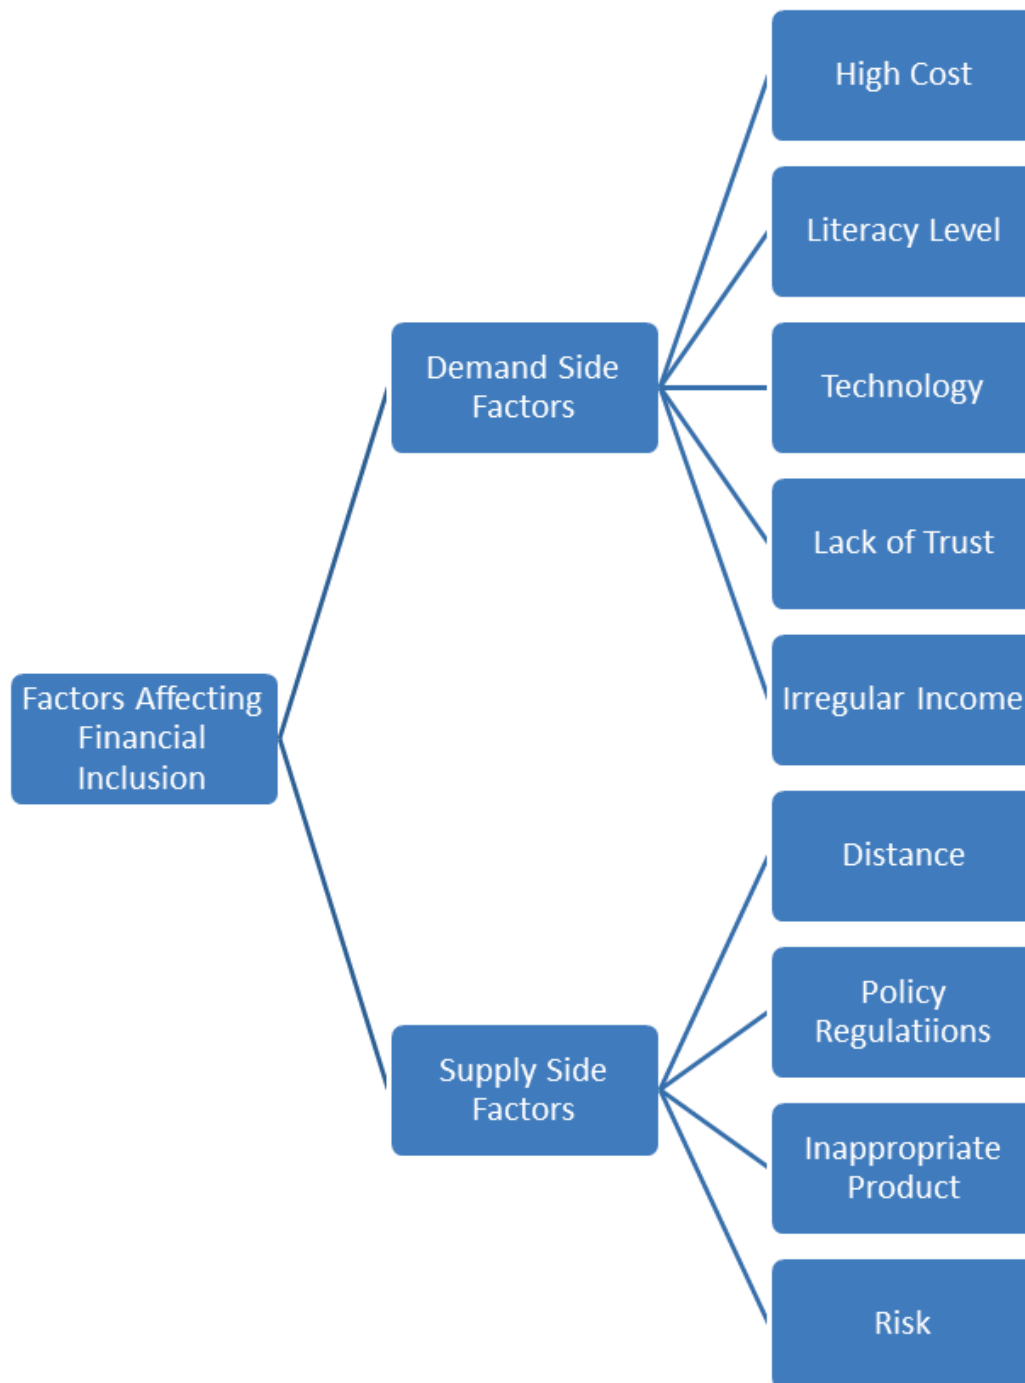 Factors Affecting
Financial
Inclusion
Demand Side
Factors
High Cost
Literacy Level
Technology
Lack of Trust
Irregular Income
Supply Side
Factors
Distance
Policy
Regulatiions
Inappropriate
Product
Risk